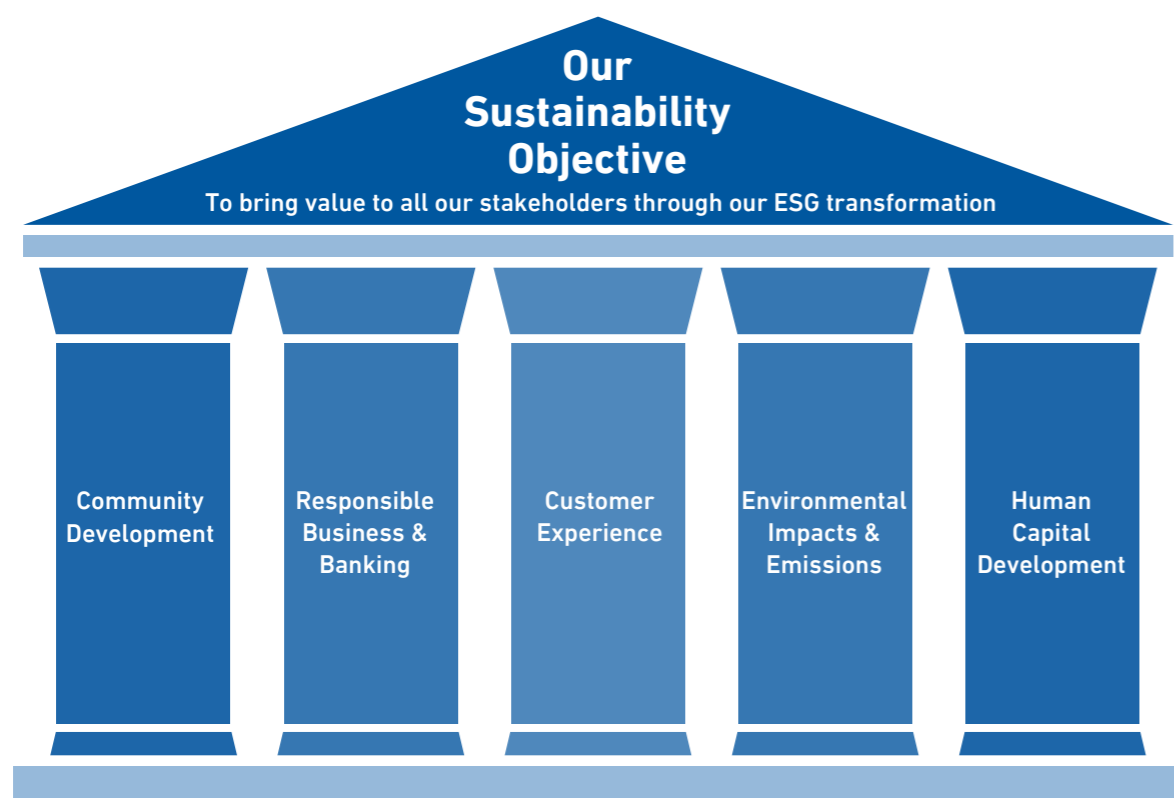 Our
Sustainability
Objective
To bring value to all our stakeholders through our ESG transformation
Community
Development
Responsible
Business &
Banking
Customer
Experience
Environmental
Impacts &
Emissions
Human
Capital
Development